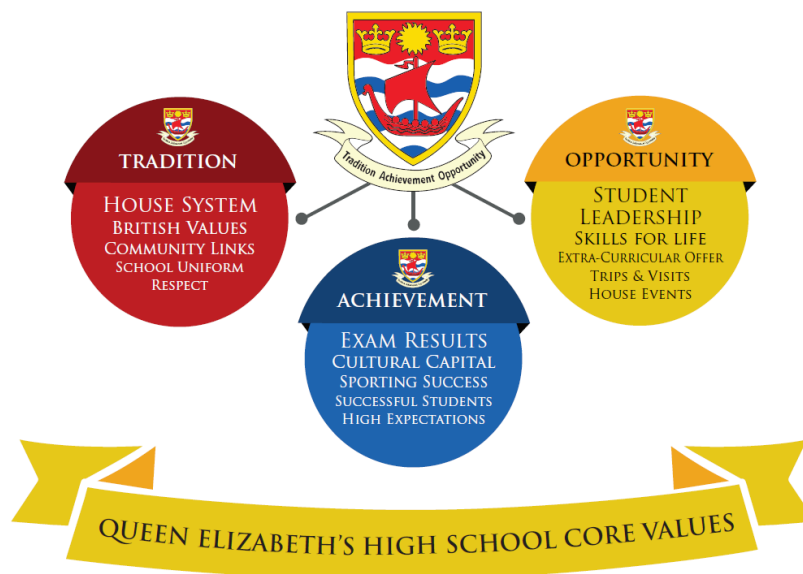 Tradition Achievement Opportunity
TRADITION
HOUSE SYSTEM
BRITISH VALUES
COMMUNITY LINKS
SCHOOL UNIFORM
RESPECT
ACHIEVEMENT
EXAM RESULTS
CULTURAL CAPITAL
SPORTING SUCCESS
SUCCESSFUL STUDENTS
HIGH EXPECTATIONS
OPPORTUNITY
STUDENT
LEADERSHIP
SKILLS FOR LIFE
EXTRA-CURRICULAR OFFER
TRIPS & VISITS
HOUSE EVENTS
QUEEN ELIZABETH'S HIGH SCHOOL CORE VALUES